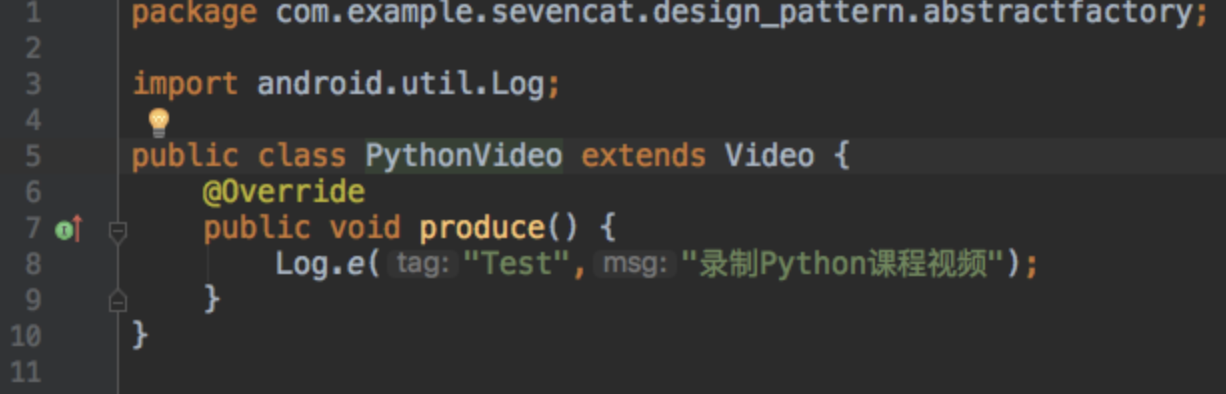 1 package com.example.sevencat.design_pattern.abstractfactory;
2
3 import android.util.Log;
4
5 public class PythonVideo extends Video {
6 @Override
7 public void produce() {
8 Log.e( tag: "Test", msg: "录制Python课程视频");
9 }
10 }
11